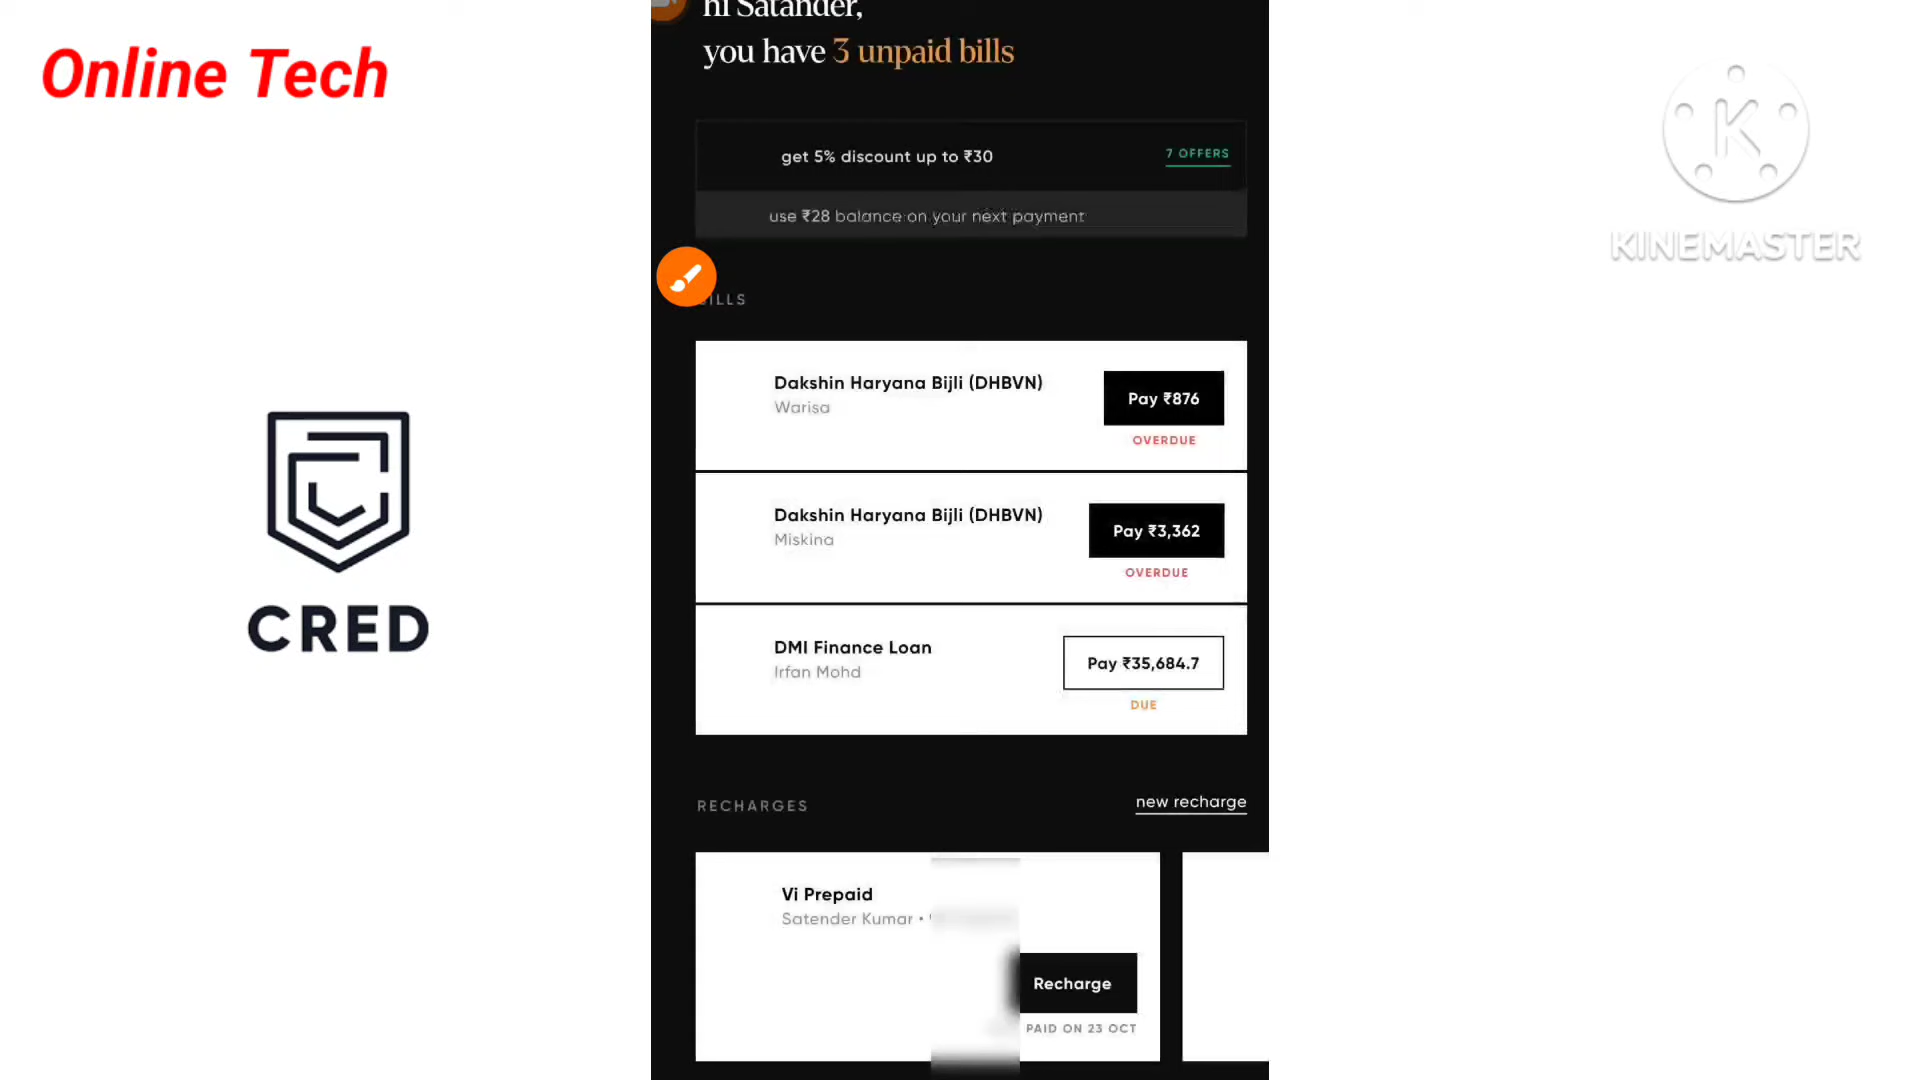 Online Tech
KINEMASTER
CRED
hi Satander,
you have 3 unpaid bills
get 5% discount up to ₹30
7 OFFERS
use ₹28 balance on your next payment
ILLS
Dakshin Haryana Bijli (DHBVN)
Warisa
Pay ₹876
OVERDUE
Dakshin Haryana Bijli (DHBVN)
Miskina
Pay ₹3,362
OVERDUE
DMI Finance Loan
Irfan Mohd
Pay ₹35,684.7
DUE
RECHARGES
new recharge
Vi Prepaid
Satender Kumar •
Recharge
PAID ON 23 OCT